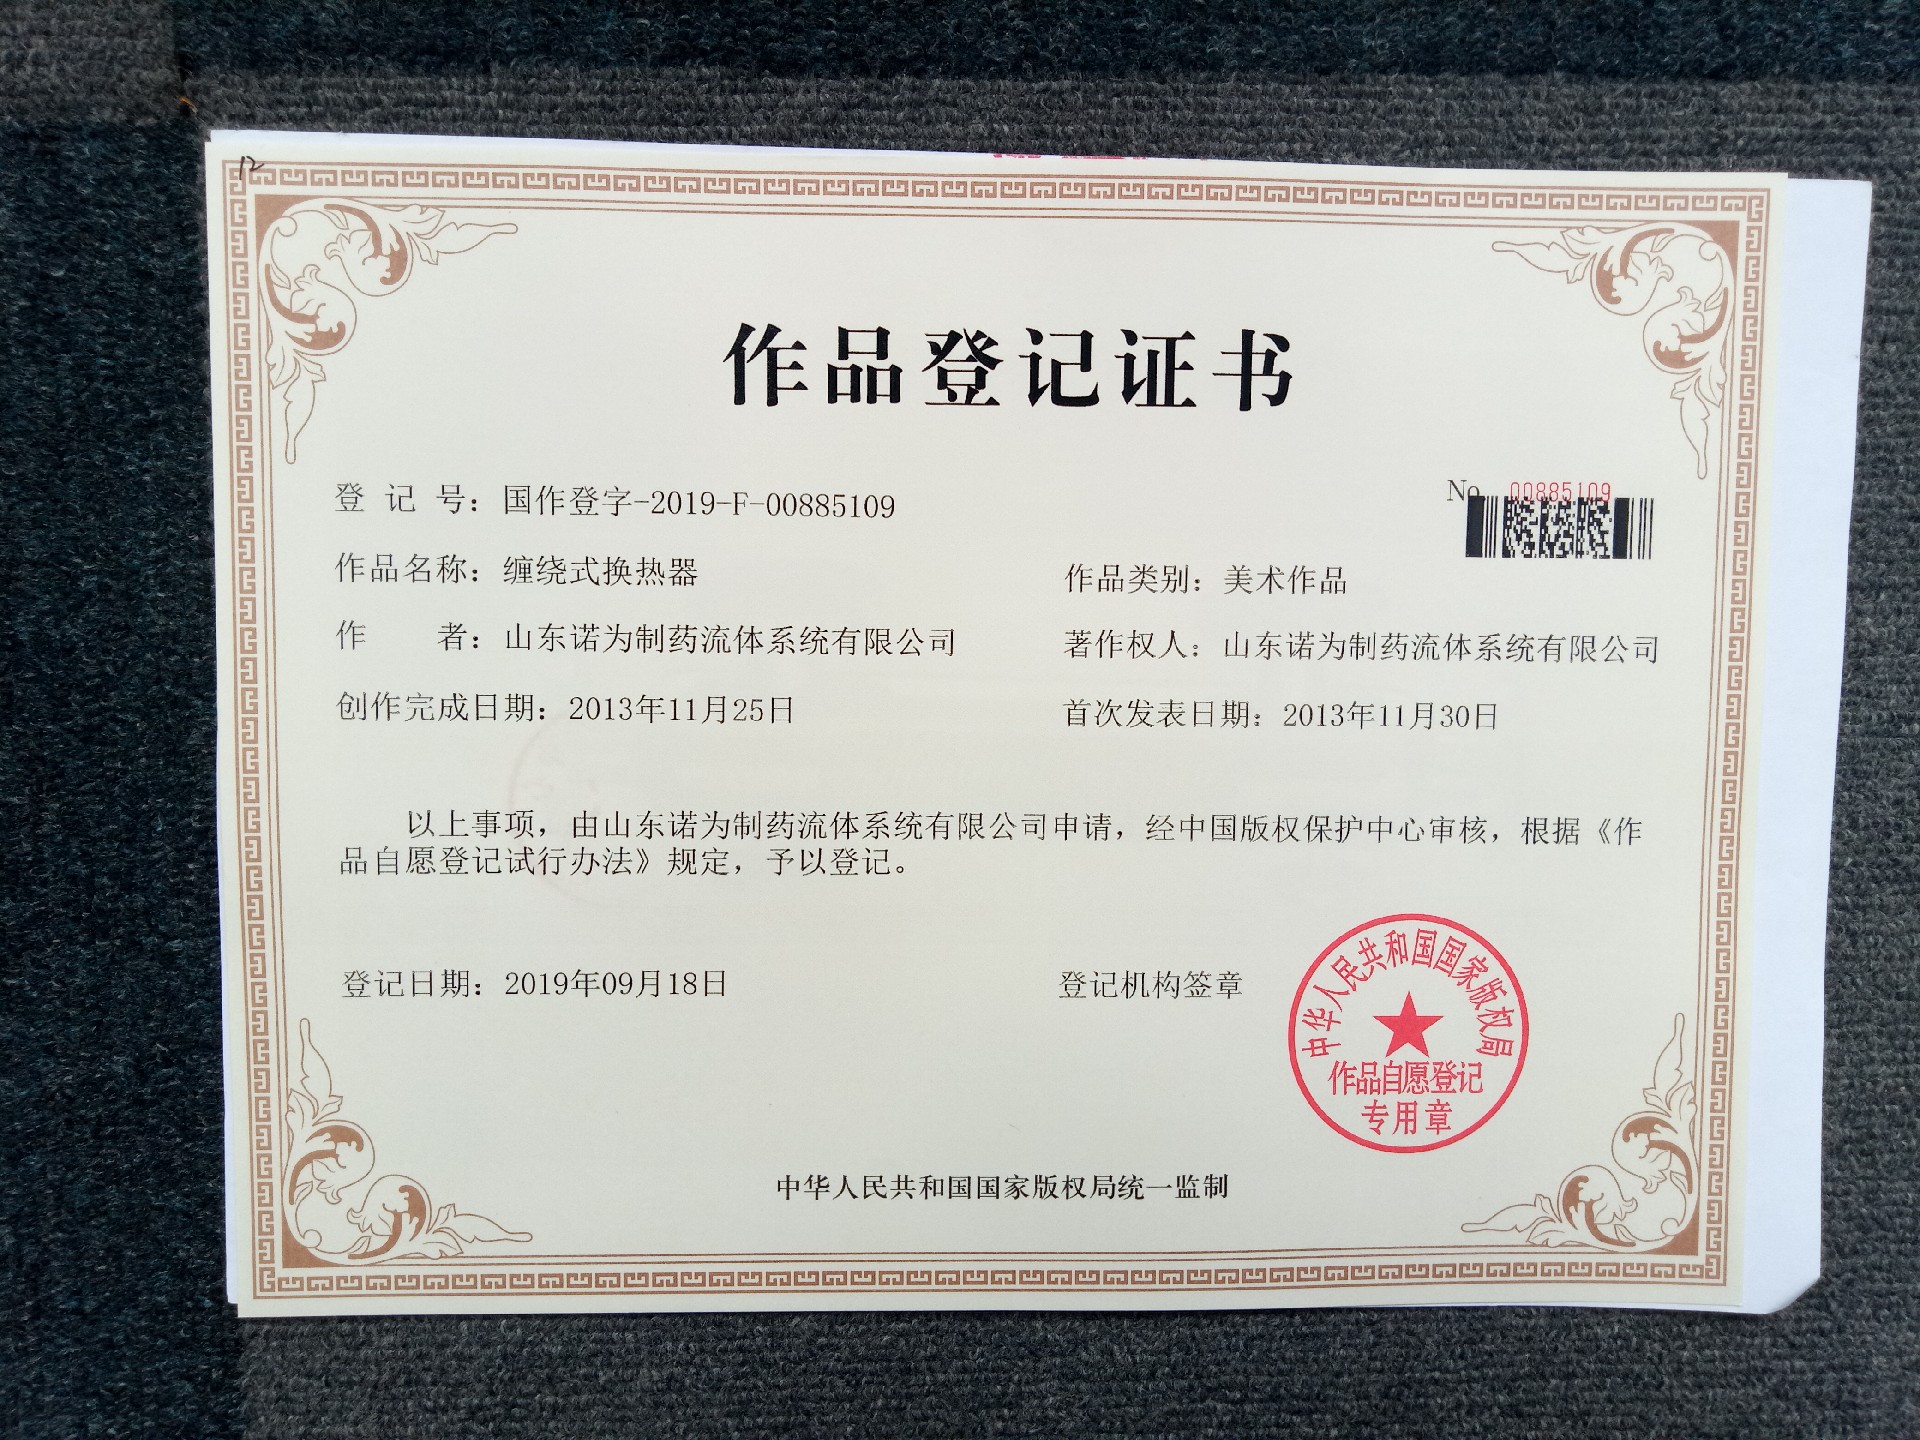 12
作品登记证书
No. 00885109
登 记 号：国作登字-2019-F-00885109
作品名称：缠绕式换热器 作品类别：美术作品
作 者：山东诺为制药流体系统有限公司 著作权人：山东诺为制药流体系统有限公司
创作完成日期：2013年11月25日 首次发表日期：2013年11月30日
以上事项，由山东诺为制药流体系统有限公司申请，经中国版权保护中心审核，根据《作
品自愿登记试行办法》规定，予以登记。
登记日期：2019年09月18日 登记机构签章
中华人民共和国国家版权局
作品自愿登记
专用章
中华人民共和国国家版权局统一监制